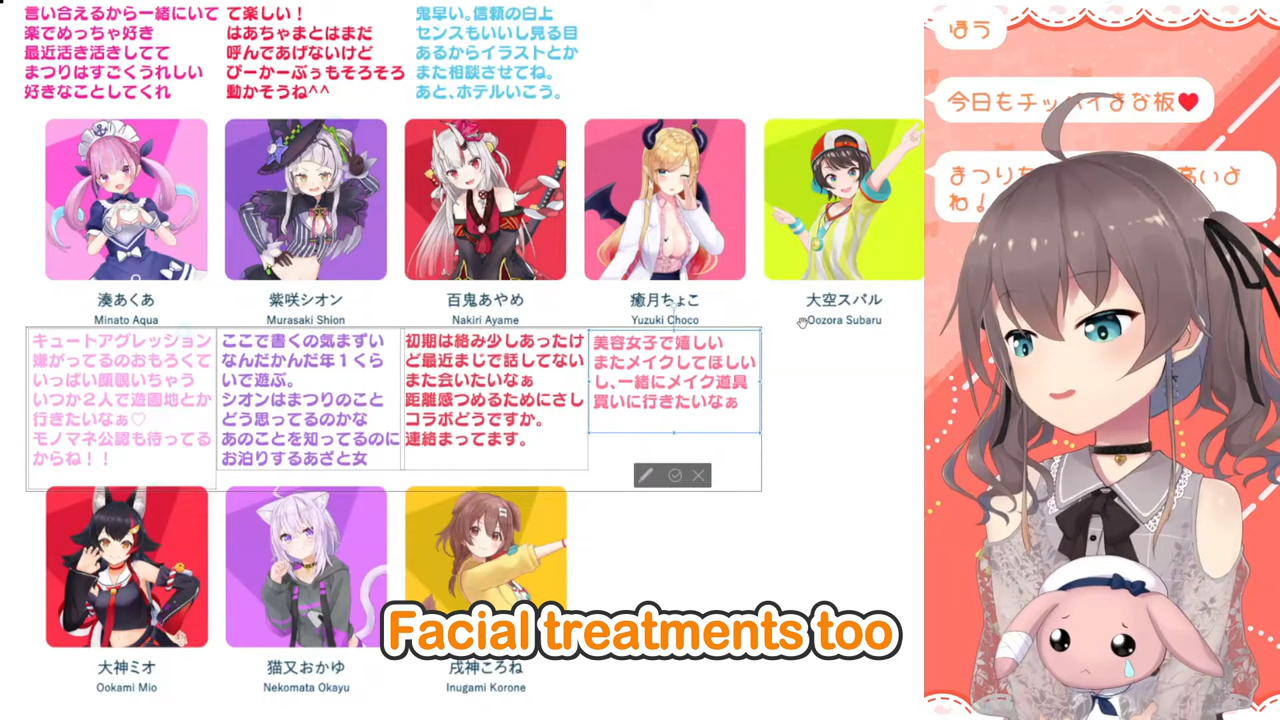 言い合えるから一緒にいて
楽でめっちゃ好き
最近活き活きしてて
まつりはすごくうれしい
好きなことしてくれ
て楽しい！
はあちゃまとはまだ
呼んであげないけど
ぴーかーぶぅもそろそろ
動かそうね^^
鬼早い。信頼の白上
センスもいいし見る目
あるからイラストとか
また相談させてね。
あと、ホテルいこう。
湊あくあ
Minato Aqua
紫咲シオン
Murasaki Shion
百鬼あやめ
Nakiri Ayame
癒月ちょこ
Yuzuki Choco
大空スバル
Oozora Subaru
キュートアグレッション
嫌がってるのおもろくて
いっぱい顔覗いちゃう
いつか２人で遊園地とか
行きたいなぁ♡
モノマネ公認も待ってる
からね！！
ここで書くの気まずい
なんだかんだ年１くら
いで遊ぶ。
シオンはまつりのこと
どう思ってるのかな
あのことを知ってるのに
お泊りするあざと女
初期は絡み少しあったけ
ど最近まじで話してない
また会いたいなぁ
距離感つめるためにさし
コラボどうですか。
連絡まってます。
美容女子で嬉しい
またメイクしてほしい
し、一緒にメイク道具
買いに行きたいなぁ
大神ミオ
Ookami Mio
猫又おかゆ
Nekomata Okayu
戌神ころね
Inugami Korone
Facial treatments too
ほう
今日もチッパイまな板♥
まつりち
高いよ
ね！